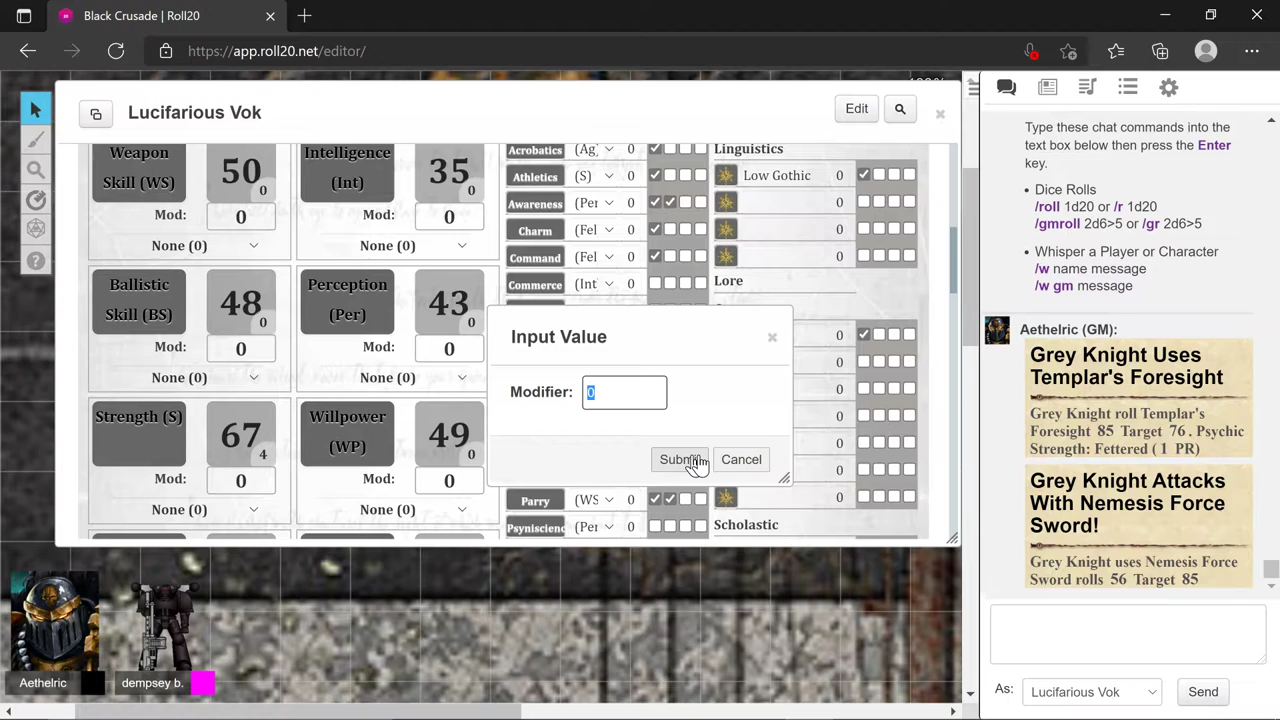 Black Crusade | Roll20
https://app.roll20.net/editor/
Lucifarious Vok
Edit
Weapon
Skill (WS)
50
0
Mod:
0
None (0)
Intelligence
(Int)
35
0
Mod:
0
None (0)
Ballistic
Skill (BS)
48
0
Mod:
0
None (0)
Perception
(Per)
43
0
Mod:
0
None (0)
Strength (S)
67
4
Mod:
0
None (0)
Willpower
(WP)
49
0
Mod:
0
None (0)
Acrobatics (Ag, 0
Athletics (S) 0
Awareness (Per 0
Charm (Fel 0
Command (Fel 0
Commerce (Int 0
Parry (WS 0
Psyniscienc (Per 0
Linguistics
Low Gothic 0
0
0
0
Lore
0
0
0
0
0
0
0
Scholastic
Input Value
Modifier: 0
Submit
Cancel
Type these chat commands into the
text box below then press the Enter
key.
• Dice Rolls
/roll 1d20 or /r 1d20
/gmroll 2d6>5 or /gr 2d6>5
• Whisper a Player or Character
/w name message
/w gm message
Aethelric (GM):
Grey Knight Uses
Templar's Foresight
Grey Knight roll Templar's
Foresight 85 Target 76 . Psychic
Strength: Fettered ( 1 PR)
Grey Knight Attacks
With Nemesis Force
Sword!
Grey Knight uses Nemesis Force
Sword rolls 56 Target 85
As:
Lucifarious Vok
Send
Aethelric
dempsey b.